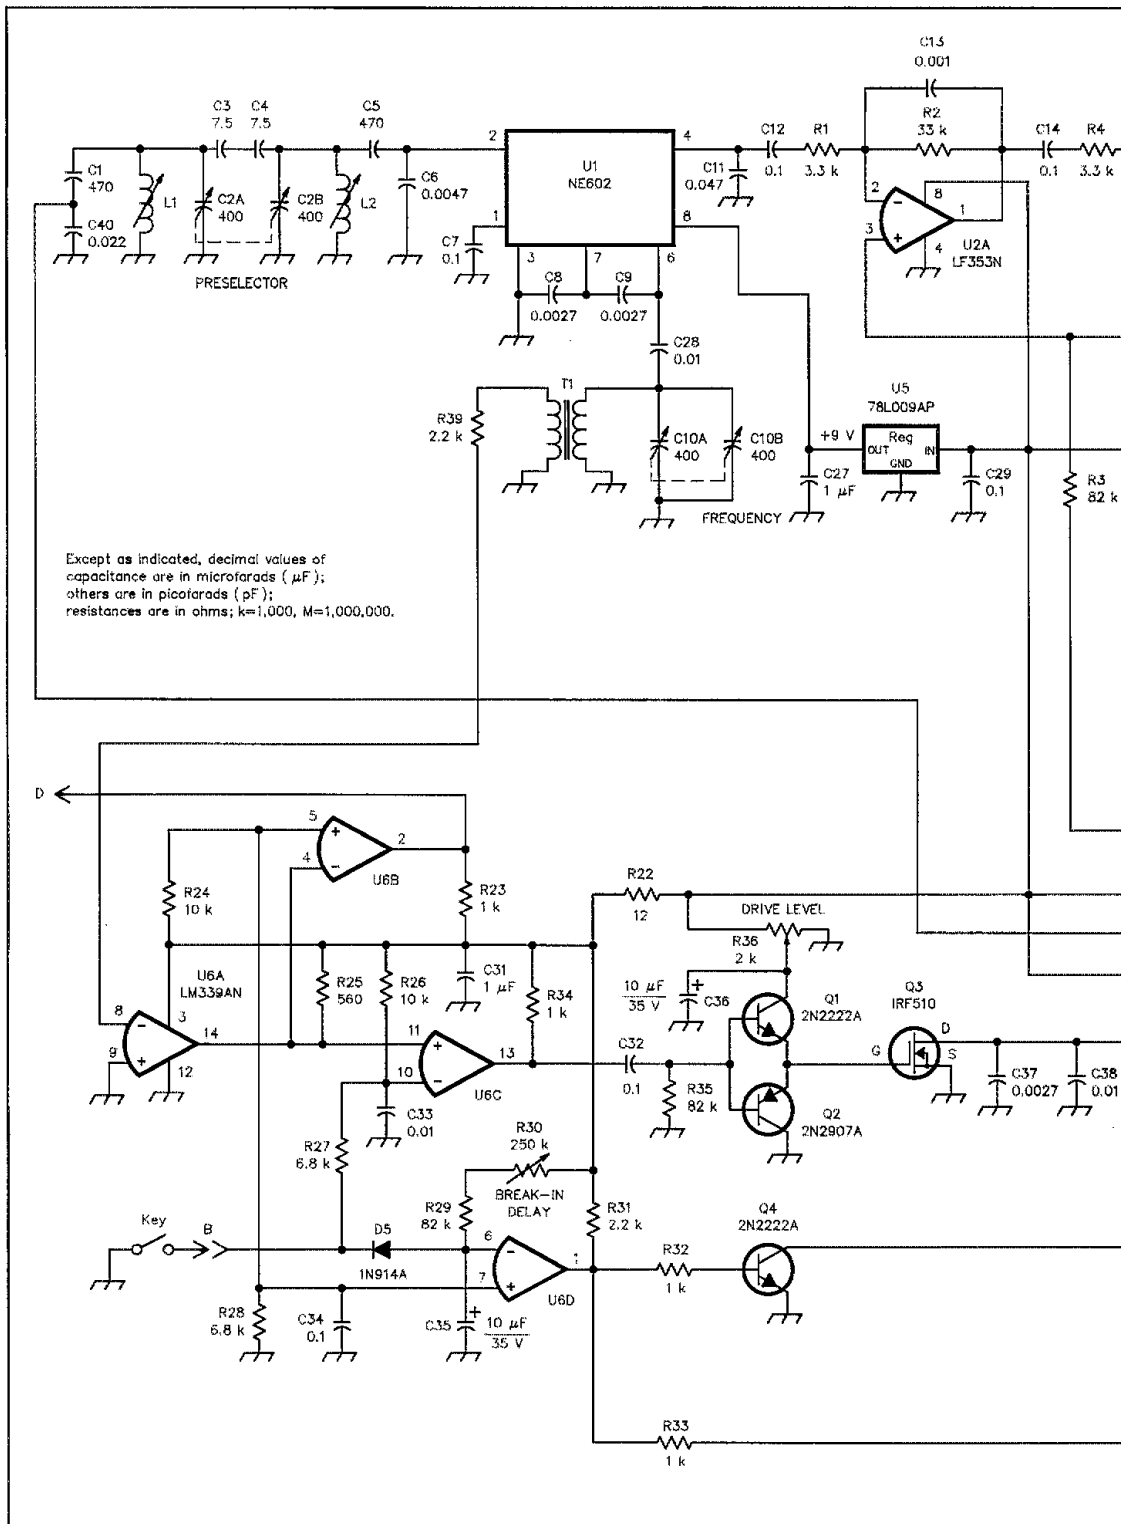 C13
0.001
C3
7.5
C4
7.5
C5
470
R2
33 k
C12
0.1
R1
3.3 k
C14
0.1
R4
3.3 k
2
4
U1
NE602
C1
470
L1
C2A
400
C2B
400
L2
C6
0.0047
C11
0.047
2
8
1
3
4
U2A
LF353N
C40
0.022
1
8
C7
0.1
3
7
6
PRESELECTOR
C8
0.0027
C9
0.0027
C28
0.01
T1
U5
78L009AP
R39
2.2 k
C10A
400
C10B
400
+9 V
Reg
OUT
IN
GND
C27
1 µF
C29
0.1
R3
82 k
FREQUENCY
Except as indicated, decimal values of
capacitance are in microfarads ( µF );
others are in picofarads ( pF );
resistances are in ohms; k=1,000, M=1,000,000.
D
5
+
4
−
2
U6B
R24
10 k
R23
1 k
R22
12
DRIVE LEVEL
R36
2 k
U6A
LM339AN
R25
560
R26
10 k
C31
1 µF
R34
1 k
10 µF
35 V
+
C36
Q1
2N2222A
Q3
IRF510
8
−
3
14
9
+
12
11
+
10
−
13
U6C
C32
0.1
G
D
S
C37
0.0027
C38
0.01
R35
82 k
C33
0.01
Q2
2N2907A
R27
6.8 k
R30
250 k
BREAK-IN
DELAY
R29
82 k
R31
2.2 k
Q4
2N2222A
Key
B
D5
1N914A
6
−
7
+
1
U6D
R32
1 k
R28
6.8 k
C34
0.1
C35
+
10 µF
35 V
R33
1 k